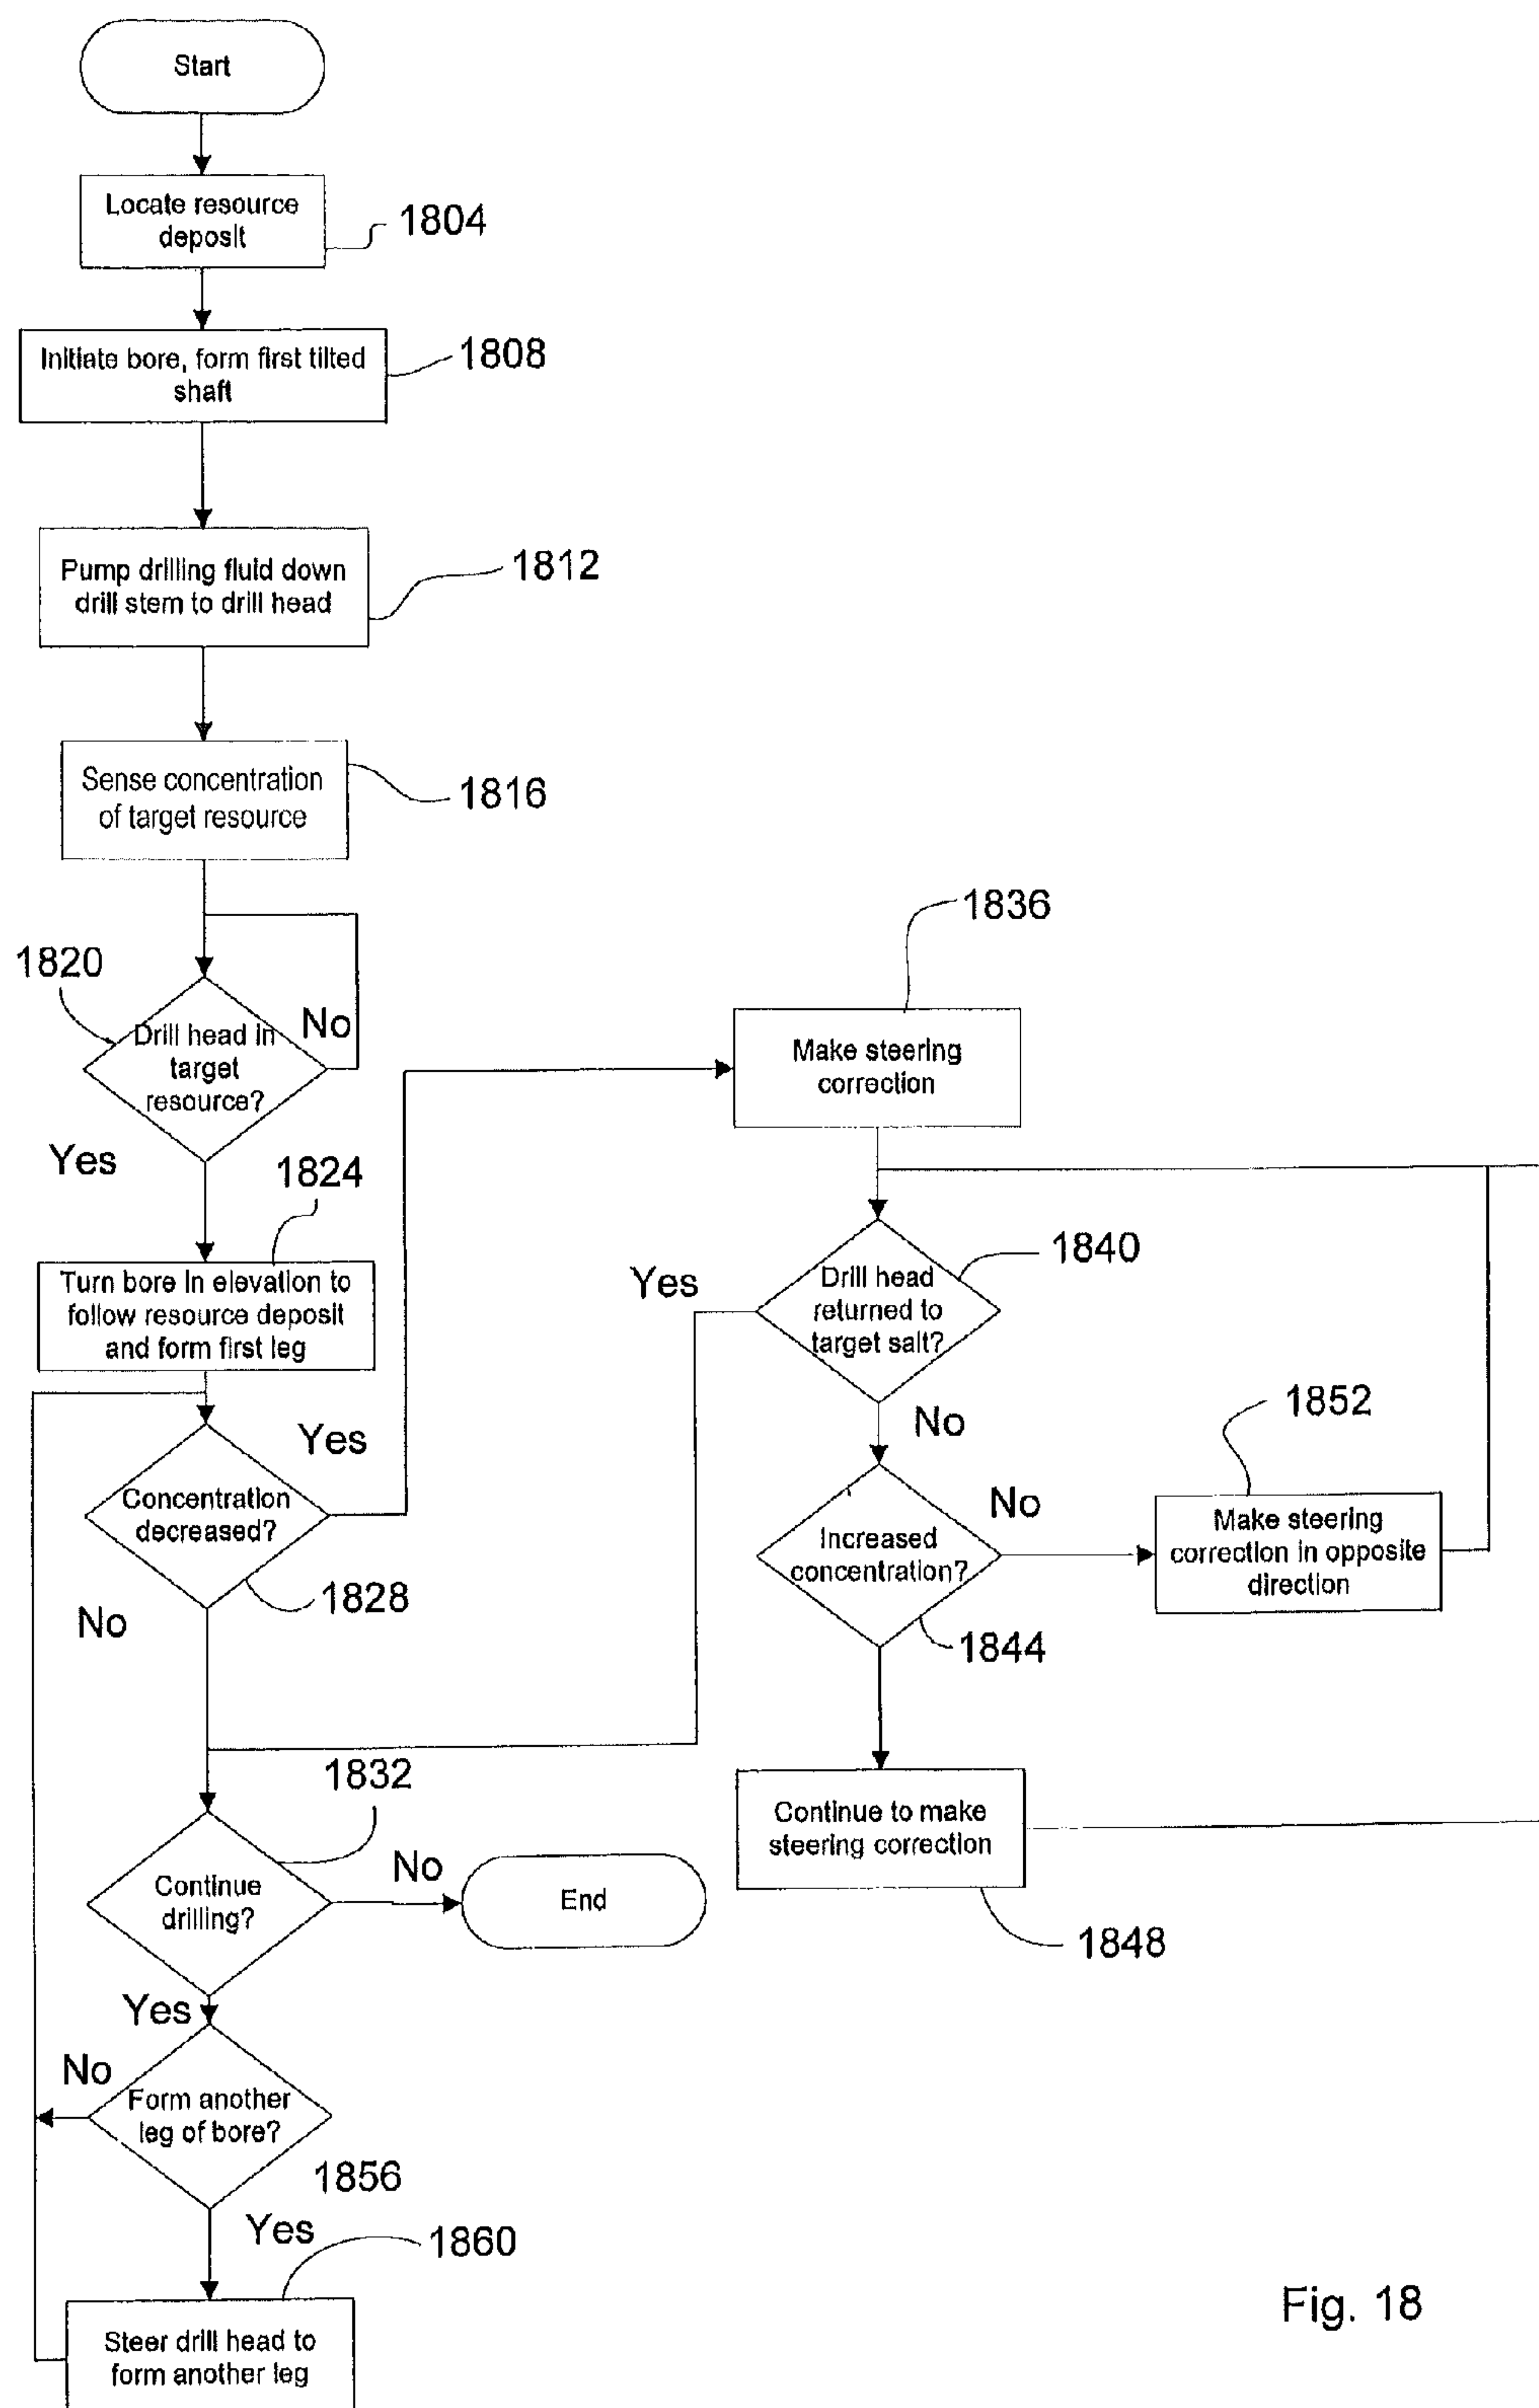 Start
Locate resource
deposit
1804
Initiate bore, form first tilted
shaft
1808
Pump drilling fluid down
drill stem to drill head
1812
Sense concentration
of target resource
1816
1820
Drill head in
target
resource?
No
Yes
1824
Turn bore in elevation to
follow resource deposit
and form first leg
Concentration
decreased?
Yes
1828
No
1836
Make steering
correction
1840
Drill head
returned to
target salt?
Yes
No
1844
Increased
concentration?
No
1852
Make steering
correction in opposite
direction
Continue to make
steering correction
1848
1832
Continue
drilling?
No
End
Yes
Form another
leg of bore?
No
1856
Yes
1860
Steer drill head to
form another leg
Fig. 18